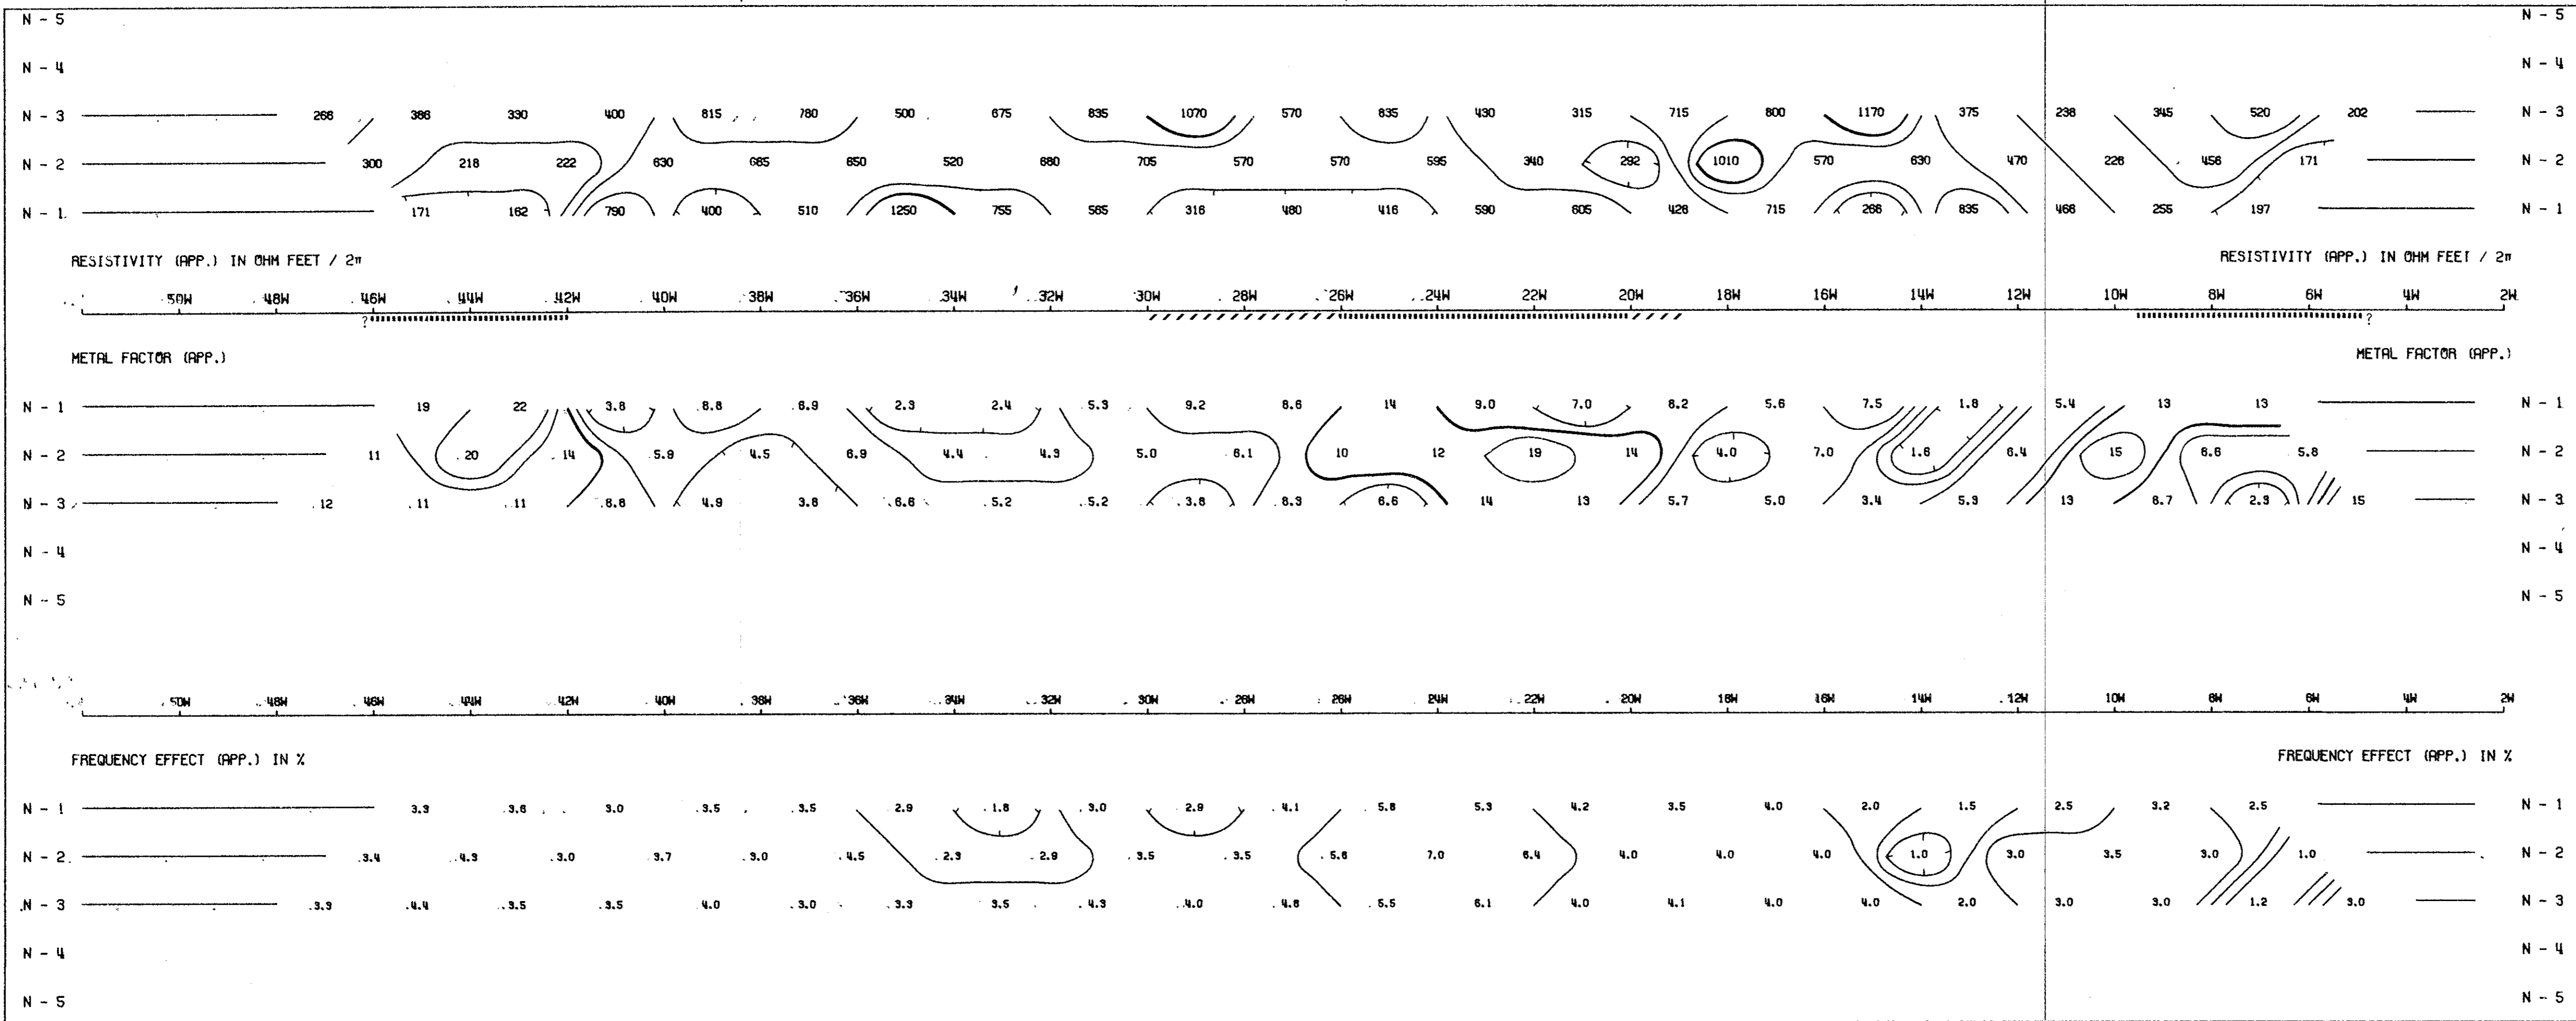 N - 5 N - 5
N - 4 N - 4
N - 3 266 386 330 400 815 780 500 675 835 1070 570 835 430 315 715 800 1170 375 238 345 520 202 N - 3
N - 2 300 218 222 630 685 650 520 680 705 570 570 595 340 292 1010 570 630 470 226 456 171 N - 2
N - 1 171 162 790 400 510 1250 755 565 316 480 416 590 605 426 715 266 835 466 255 197 N - 1
RESISTIVITY (APP.) IN OHM FEET / 2π RESISTIVITY (APP.) IN OHM FEET / 2π
50W 48W 46W 44W 42W 40W 38W 36W 34W 32W 30W 28W 26W 24W 22W 20W 18W 16W 14W 12W 10W 8W 6W 4W 2W
? ?
METAL FACTOR (APP.) METAL FACTOR (APP.)
N - 1 19 22 3.8 8.8 6.9 2.3 2.4 5.3 9.2 8.6 14 9.0 7.0 8.2 5.6 7.5 1.8 5.4 13 13 N - 1
N - 2 11 20 14 5.9 4.5 6.9 4.4 4.3 5.0 6.1 10 12 19 14 4.0 7.0 1.6 6.4 15 6.6 5.8 N - 2
N - 3 12 11 11 8.8 4.9 3.8 6.6 5.2 5.2 3.8 8.3 6.6 14 13 5.7 5.0 3.4 5.3 13 8.7 2.3 15 N - 3
N - 4 N - 4
N - 5 N - 5
50W 48W 46W 44W 42W 40W 38W 36W 34W 32W 30W 28W 26W 24W 22W 20W 18W 16W 14W 12W 10W 8W 6W 4W 2W
FREQUENCY EFFECT (APP.) IN % FREQUENCY EFFECT (APP.) IN %
N - 1 3.3 3.6 3.0 3.5 3.5 2.9 1.8 3.0 2.9 4.1 5.8 5.3 4.2 3.5 4.0 2.0 1.5 2.5 3.2 2.5 N - 1
N - 2 3.4 4.3 3.0 3.7 3.0 4.5 2.3 2.9 3.5 3.5 5.6 7.0 6.4 4.0 4.0 4.0 1.0 3.0 3.5 3.0 1.0 N - 2
N - 3 3.3 4.4 3.5 3.5 4.0 3.0 3.3 3.5 4.3 4.0 4.8 5.5 6.1 4.0 4.1 4.0 4.0 2.0 3.0 3.0 1.2 3.0 N - 3
N - 4 N - 4
N - 5 N - 5